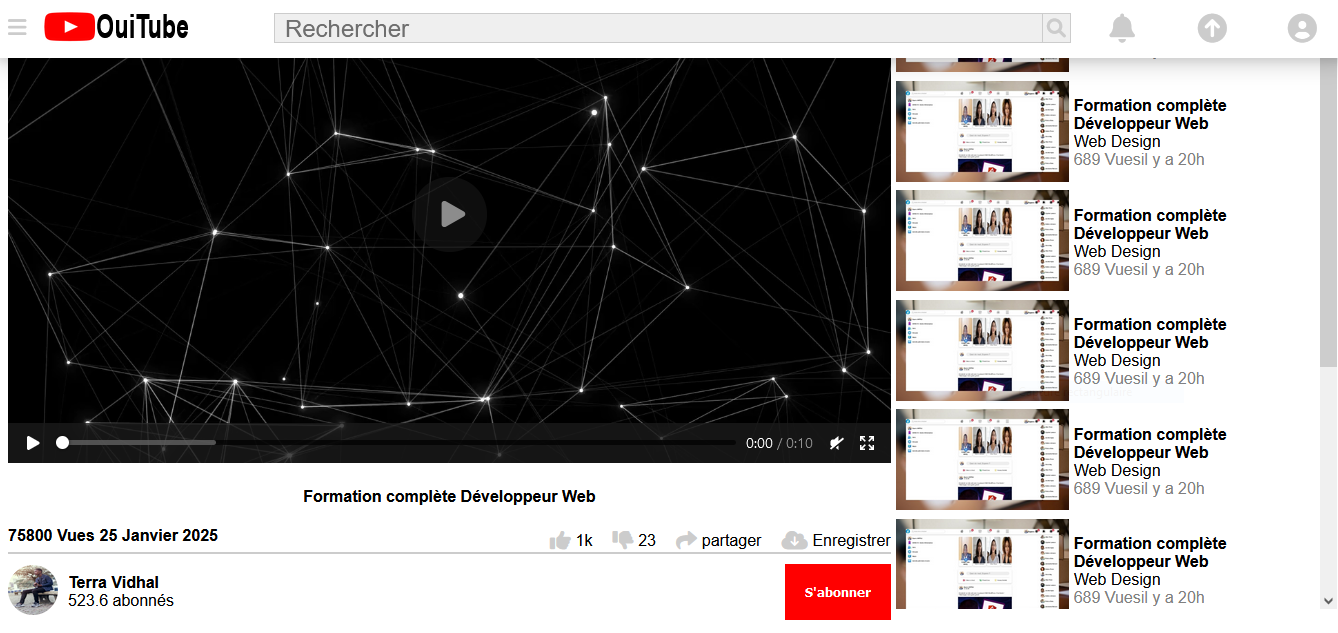 OuiTube
Rechercher
0:00 / 0:10
Formation complète Développeur Web
75800 Vues 25 Janvier 2025
1k
23
partager
Enregistrer
Terra Vidhal
523.6 abonnés
S'abonner
Formation complète
Développeur Web
Web Design
689 Vuesil y a 20h
Formation complète
Développeur Web
Web Design
689 Vuesil y a 20h
Formation complète
Développeur Web
Web Design
689 Vuesil y a 20h
Formation complète
Développeur Web
Web Design
689 Vuesil y a 20h
Formation complète
Développeur Web
Web Design
689 Vuesil y a 20h